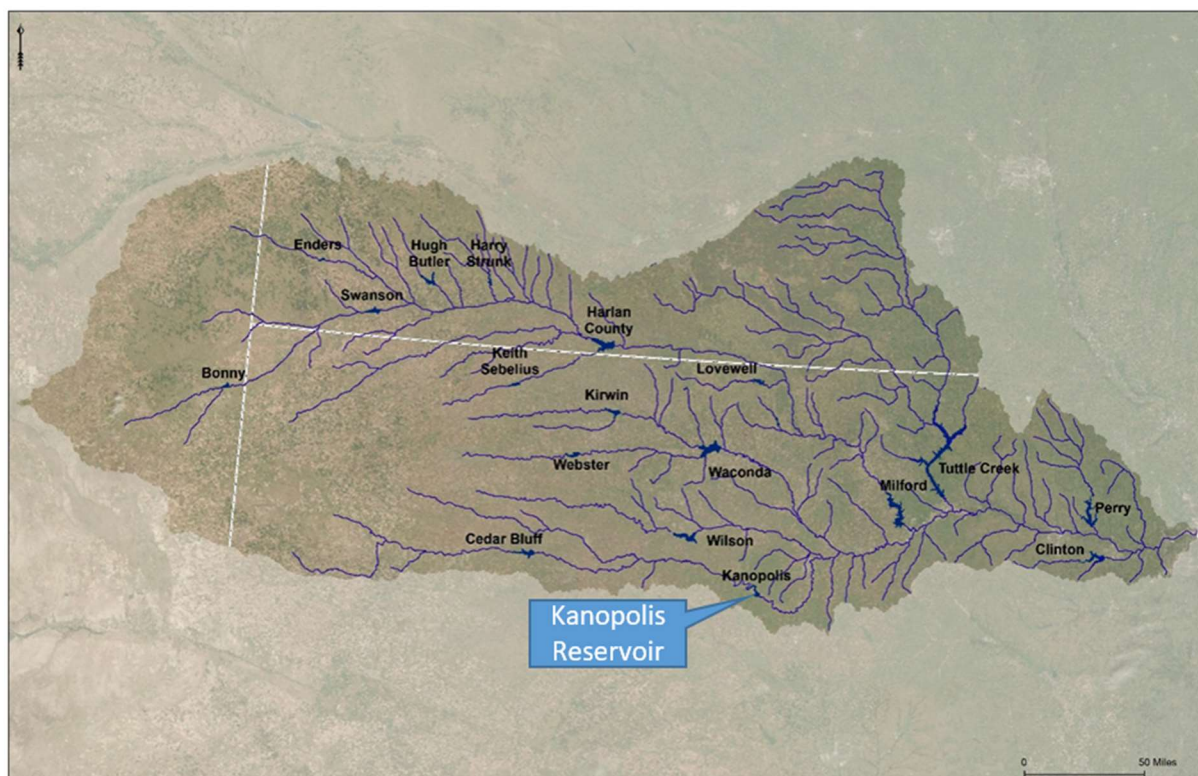 Enders
Hugh
Butler
Harry
Strunk
Swanson
Harlan
County
Keith
Sebelius
Lovewell
Bonny
Kirwin
Webster
Waconda
Tuttle Creek
Milford
Perry
Cedar Bluff
Wilson
Clinton
Kanopolis
Kanopolis
Reservoir
0
50 Miles